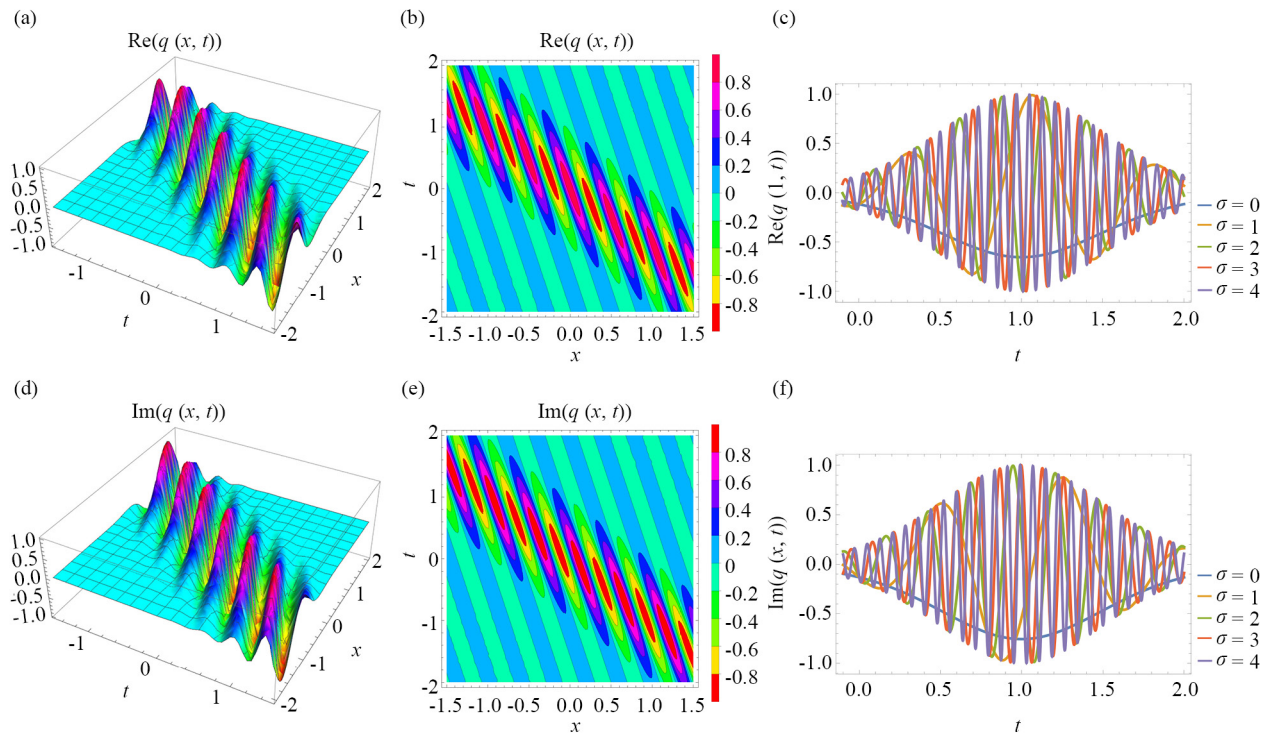 (a)
Re(q (x, t))
1.0
0.5
0.0
-0.5
-1.0
-1
0
1
t
-2
-1
0
1
2
x
(b)
Re(q (x, t))
2
1
0
-1
-2
t
-1.5 -1.0 -0.5 0.0 0.5 1.0 1.5
x
0.8
0.6
0.4
0.2
0
-0.2
-0.4
-0.6
-0.8
(c)
Re(q (1, t))
1.0
0.5
0.0
-0.5
-1.0
0.0 0.5 1.0 1.5 2.0
t
σ = 0
σ = 1
σ = 2
σ = 3
σ = 4
(d)
Im(q (x, t))
1.0
0.5
0.0
-0.5
-1.0
-1
0
1
t
-2
-1
0
1
2
x
(e)
Im(q (x, t))
2
1
0
-1
-2
t
-1.5 -1.0 -0.5 0.0 0.5 1.0 1.5
x
0.8
0.6
0.4
0.2
0
-0.2
-0.4
-0.6
-0.8
(f)
Im(q (x, t))
1.0
0.5
0.0
-0.5
-1.0
0.0 0.5 1.0 1.5 2.0
t
σ = 0
σ = 1
σ = 2
σ = 3
σ = 4